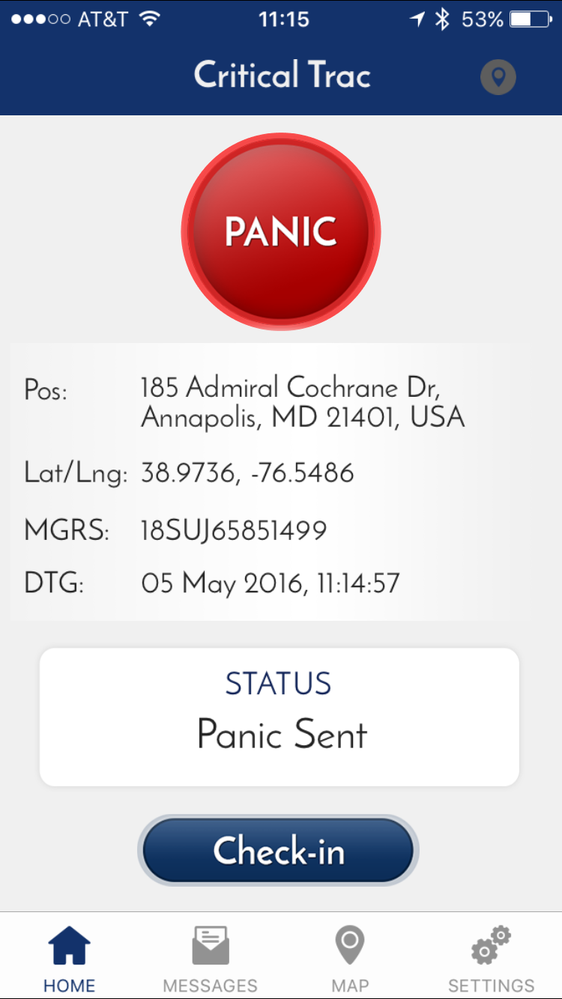 AT&T 11:15 53%
Critical Trac
PANIC
Pos: 185 Admiral Cochrane Dr,
Annapolis, MD 21401, USA
Lat/Lng: 38.9736, -76.5486
MGRS: 18SUJ65851499
DTG: 05 May 2016, 11:14:57
STATUS
Panic Sent
Check-in
HOME MESSAGES MAP SETTINGS